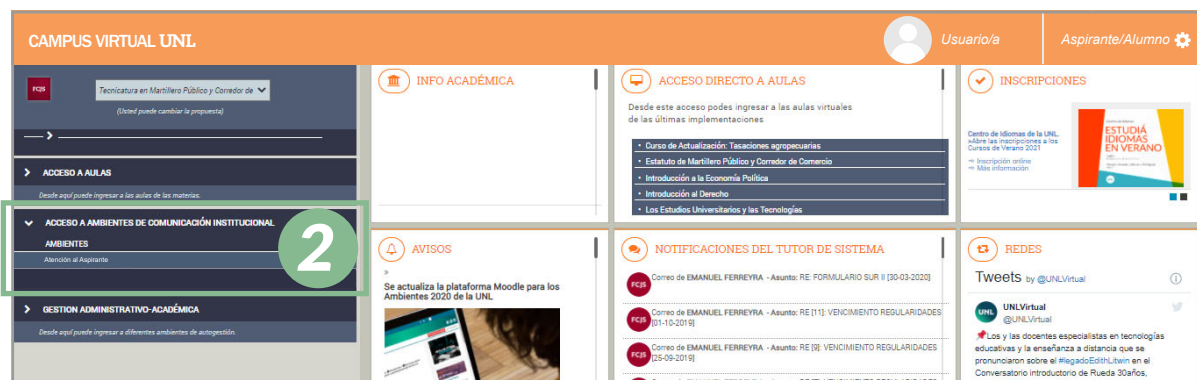 CAMPUS VIRTUAL UNL
Usuario/a
Aspirante/Alumno
FCJS
Tecnicatura en Martillero Público y Corredor de
(Usted puede cambiar la propuesta)
ACCESO A AULAS
Desde aquí puede ingresar a las aulas de las materias.
ACCESO A AMBIENTES DE COMUNICACIÓN INSTITUCIONAL
AMBIENTES
Atención al Aspirante
2
GESTION ADMINISTRATIVO-ACADÉMICA
Desde aquí puede ingresar a diferentes ambientes de autogestión.
INFO ACADÉMICA
ACCESO DIRECTO A AULAS
Desde este acceso podes ingresar a las aulas virtuales
de las últimas implementaciones
• Curso de Actualización: Tasaciones agropecuarias
• Estatuto de Martillero Público y Corredor de Comercio
• Introducción a la Economía Política
• Introducción al Derecho
• Los Estudios Universitarios y las Tecnologías
INSCRIPCIONES
Centro de Idiomas de la UNL.
»Abre las inscripciones a los
Cursos de Verano 2021
⇨ Inscripción online
⇨ Más información
ESTUDIÁ
IDIOMAS
EN VERANO
AVISOS
»
Se actualiza la plataforma Moodle para los
Ambientes 2020 de la UNL
NOTIFICACIONES DEL TUTOR DE SISTEMA
FCJS
Correo de EMANUEL FERREYRA - Asunto: RE: FORMULARIO SUR II [30-03-2020]
FCJS
Correo de EMANUEL FERREYRA - Asunto: RE [11]: VENCIMIENTO REGULARIDADES
[01-10-2019]
FCJS
Correo de EMANUEL FERREYRA - Asunto: RE [9]: VENCIMIENTO REGULARIDADES
[25-09-2019]
REDES
Tweets by @UNLVirtual
UNL
UNLVirtual
@UNLVirtual
📌Los y las docentes especialistas en tecnologías
educativas y la enseñanza a distancia que se
pronunciaron sobre el #legadoEdithLitwin en el
Conversatorio introductorio de Rueda 30años,